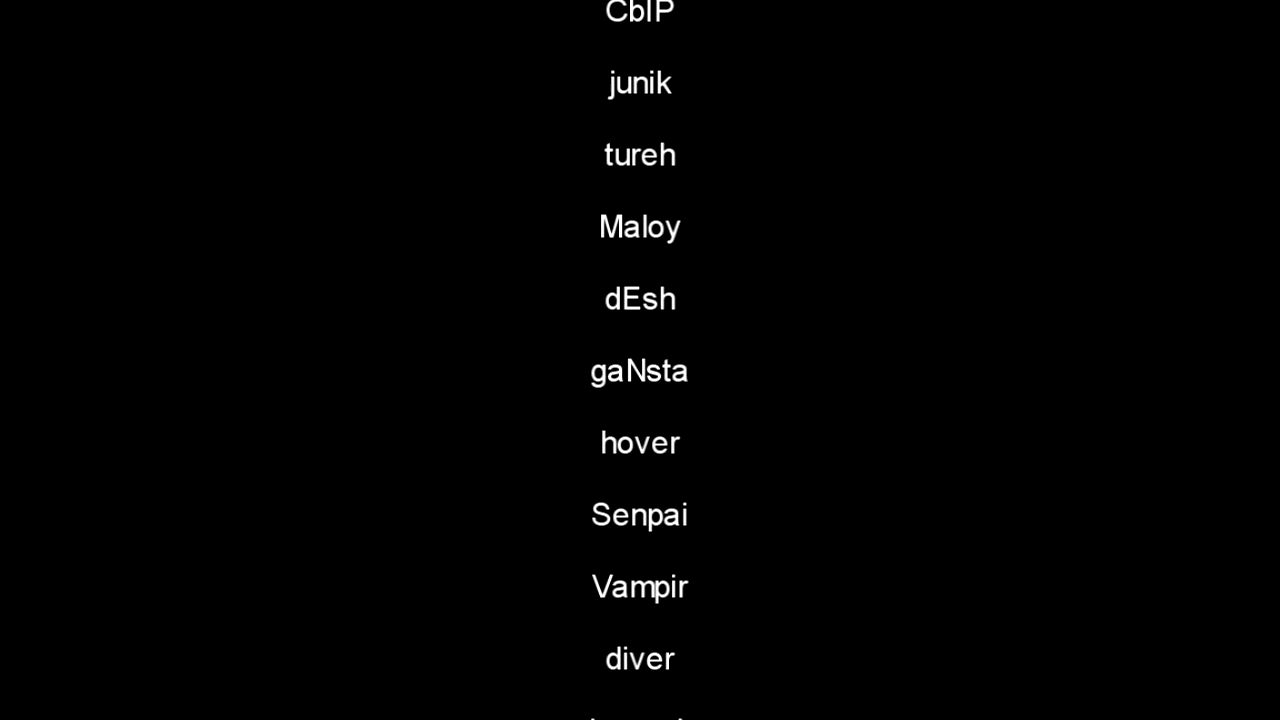 CbIP
junik
tureh
Maloy
dEsh
gaNsta
hover
Senpai
Vampir
diver